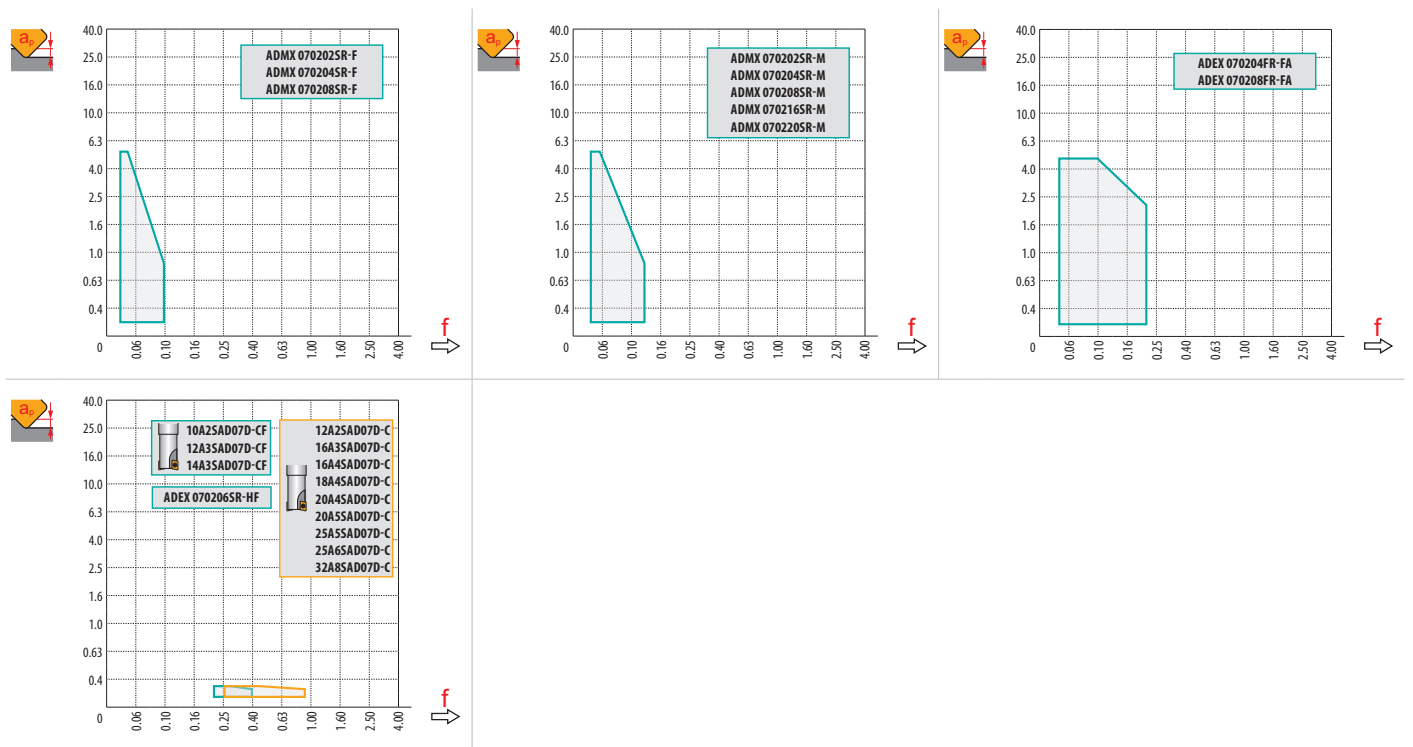 ap
40.0
25.0
16.0
10.0
6.3
4.0
2.5
1.6
1.0
0.63
0.4
0
0.06 0.10 0.16 0.25 0.40 0.63 1.00 1.60 2.50 4.00
f
ADMX 070202SR-F
ADMX 070204SR-F
ADMX 070208SR-F
ap
40.0
25.0
16.0
10.0
6.3
4.0
2.5
1.6
1.0
0.63
0.4
0
0.06 0.10 0.16 0.25 0.40 0.63 1.00 1.60 2.50 4.00
f
ADMX 070202SR-M
ADMX 070204SR-M
ADMX 070208SR-M
ADMX 070216SR-M
ADMX 070220SR-M
ap
40.0
25.0
16.0
10.0
6.3
4.0
2.5
1.6
1.0
0.63
0.4
0
0.06 0.10 0.16 0.25 0.40 0.63 1.00 1.60 2.50 4.00
f
ADEX 070204FR-FA
ADEX 070208FR-FA
ap
40.0
25.0
16.0
10.0
6.3
4.0
2.5
1.6
1.0
0.63
0.4
0
0.06 0.10 0.16 0.25 0.40 0.63 1.00 1.60 2.50 4.00
f
10A2SAD07D-CF
12A3SAD07D-CF
14A3SAD07D-CF
ADEX 070206SR-HF
12A2SAD07D-C
16A3SAD07D-C
16A4SAD07D-C
18A4SAD07D-C
20A4SAD07D-C
20A5SAD07D-C
25A5SAD07D-C
25A6SAD07D-C
32A8SAD07D-C